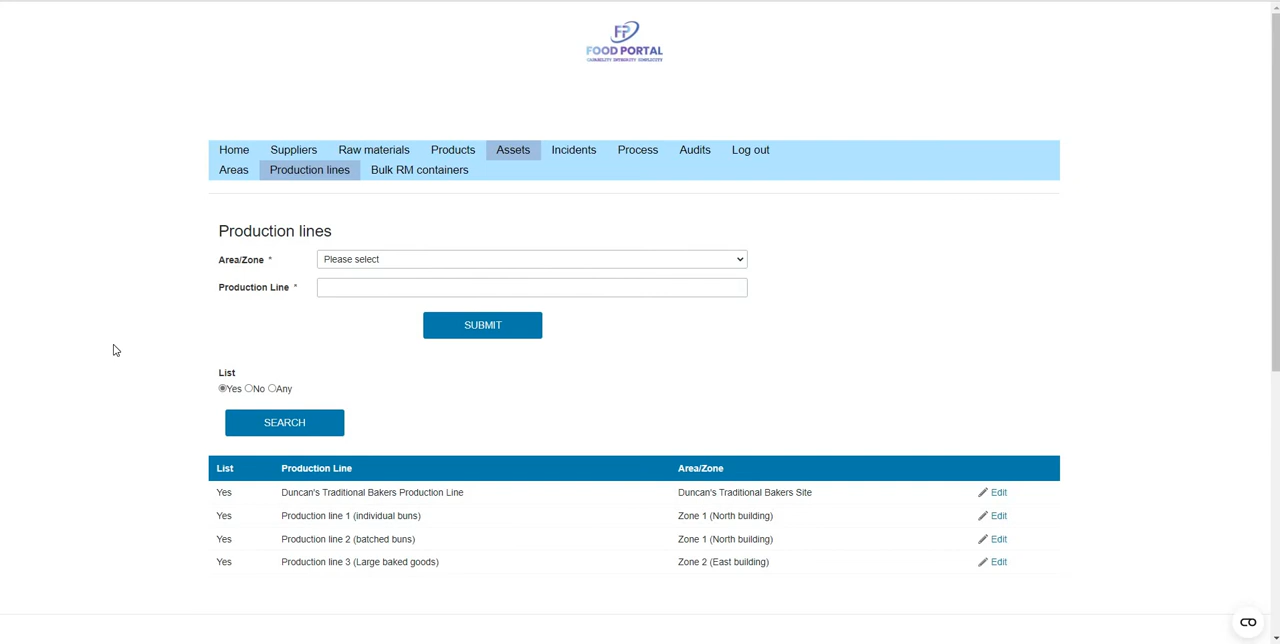 FP
FOOD PORTAL
CAPABILITY INTEGRITY SIMPLICITY
Home Suppliers Raw materials Products Assets Incidents Process Audits Log out
Areas Production lines Bulk RM containers
Production lines
Area/Zone * Please select
Production Line *
SUBMIT
List
Yes No Any
SEARCH
List Production Line Area/Zone
Yes Duncan's Traditional Bakers Production Line Duncan's Traditional Bakers Site Edit
Yes Production line 1 (individual buns) Zone 1 (North building) Edit
Yes Production line 2 (batched buns) Zone 1 (North building) Edit
Yes Production line 3 (Large baked goods) Zone 2 (East building) Edit